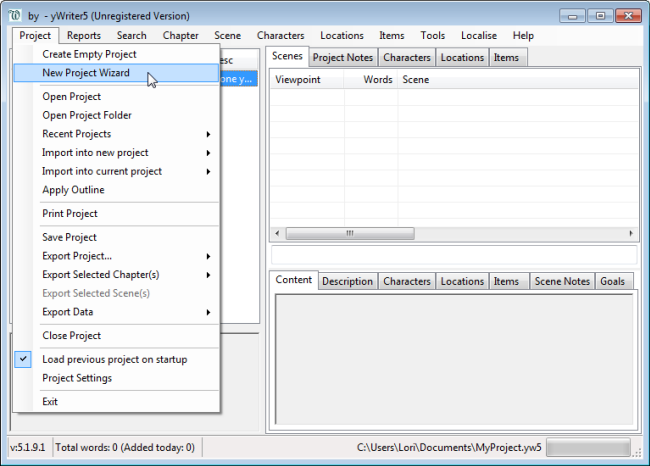 by  - yWriter5 (Unregistered Version)
Project Reports Search Chapter Scene Characters Locations Items Tools Localise Help
Create Empty Project
New Project Wizard
Open Project
Open Project Folder
Recent Projects
Import into new project
Import into current project
Apply Outline
Print Project
Save Project
Export Project...
Export Selected Chapter(s)
Export Selected Scene(s)
Export Data
Close Project
Load previous project on startup
Project Settings
Exit
esc
one y...
Scenes Project Notes Characters Locations Items
Viewpoint Words Scene
Content Description Characters Locations Items Scene Notes Goals
v:5.1.9.1 Total words: 0 (Added today: 0) C:\Users\Lori\Documents\MyProject.yw5